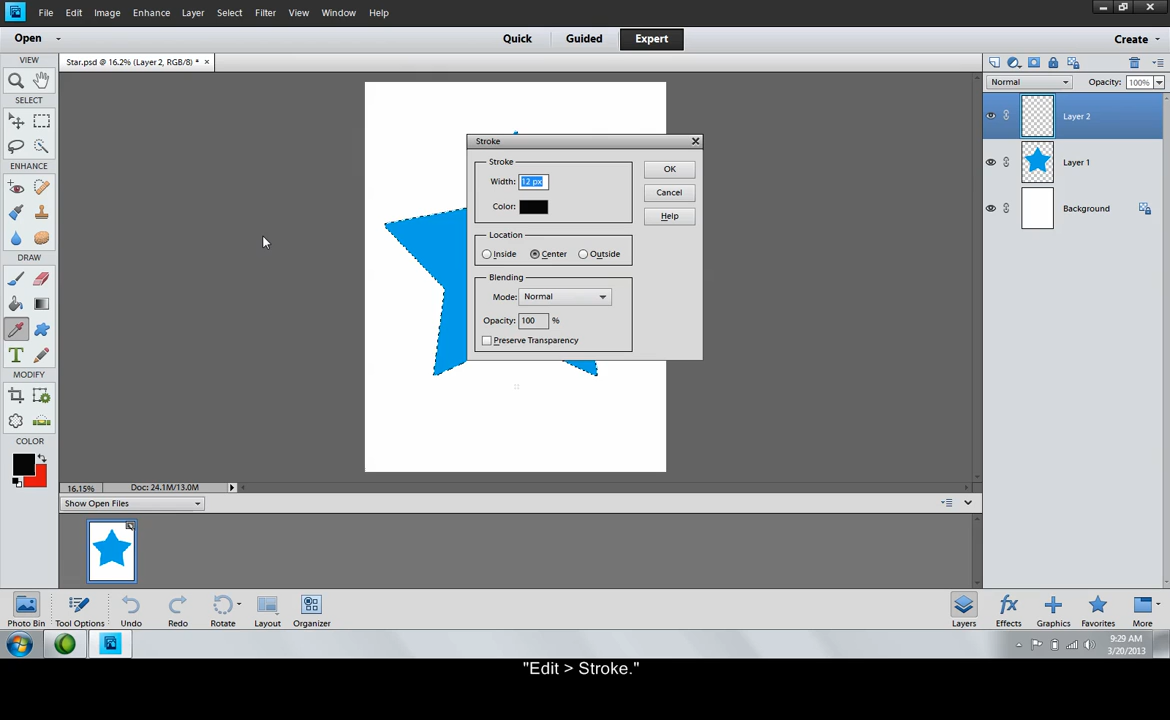 File Edit Image Enhance Layer Select Filter View Window Help
Open Quick Guided Expert Create
VIEW
Star.psd @ 16.2% (Layer 2, RGB/8) * ×
SELECT
ENHANCE
DRAW
T
MODIFY
COLOR
Normal Opacity: 100%
Layer 2
Layer 1
Background
Stroke
Stroke
Width: 12 px
Color:
OK
Cancel
Help
Location
Inside Center Outside
Blending
Mode: Normal
Opacity: 100 %
Preserve Transparency
16.15% Doc: 24.1M/13.0M
Show Open Files
Photo Bin Tool Options Undo Redo Rotate Layout Organizer
fx
Layers Effects Graphics Favorites More
9:29 AM
3/20/2013
"Edit > Stroke."